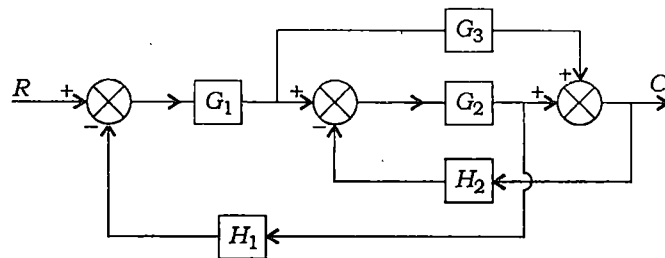 G3
+
R + G1 + G2 + C
− −
H2
H1